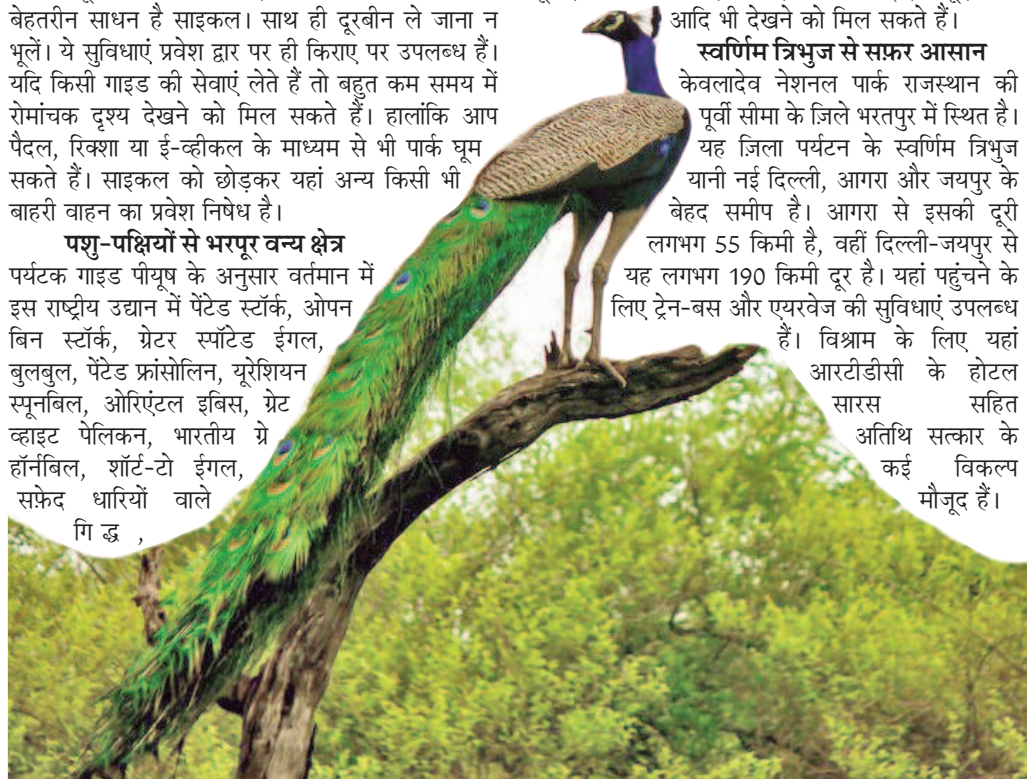 बेहतरीन साधन है साइकल। साथ ही दूरबीन ले जाना न
भूलें। ये सुविधाएं प्रवेश द्वार पर ही किराए पर उपलब्ध हैं।
यदि किसी गाइड की सेवाएं लेते हैं तो बहुत कम समय में
रोमांचक दृश्य देखने को मिल सकते हैं। हालांकि आप
पैदल, रिक्शा या ई-व्हीकल के माध्यम से भी पार्क घूम
सकते हैं। साइकल को छोड़कर यहां अन्य किसी भी
बाहरी वाहन का प्रवेश निषेध है।
पशु-पक्षियों से भरपूर वन्य क्षेत्र
पर्यटक गाइड पीयूष के अनुसार वर्तमान में
इस राष्ट्रीय उद्यान में पेंटेड स्टॉर्क, ओपन
बिन स्टॉर्क, ग्रेटर स्पॉटेड ईगल,
बुलबुल, पेंटेड फ्रांसोलिन, यूरेशियन
स्पूनबिल, ओरिएंटल इबिस, ग्रेट
व्हाइट पेलिकन, भारतीय ग्रे
हॉर्नबिल, शॉर्ट-टो ईगल,
सफ़ेद धारियों वाले
गि द्ध ,
आदि भी देखने को मिल सकते हैं।
स्वर्णिम त्रिभुज से सफ़र आसान
केवलादेव नेशनल पार्क राजस्थान की
पूर्वी सीमा के ज़िले भरतपुर में स्थित है।
यह ज़िला पर्यटन के स्वर्णिम त्रिभुज
यानी नई दिल्ली, आगरा और जयपुर के
बेहद समीप है। आगरा से इसकी दूरी
लगभग 55 किमी है, वहीं दिल्ली-जयपुर से
यह लगभग 190 किमी दूर है। यहां पहुंचने के
लिए ट्रेन-बस और एयरवेज की सुविधाएं उपलब्ध
हैं। विश्राम के लिए यहां
आरटीडीसी के होटल
सारस सहित
अतिथि सत्कार के
कई विकल्प
मौजूद हैं।